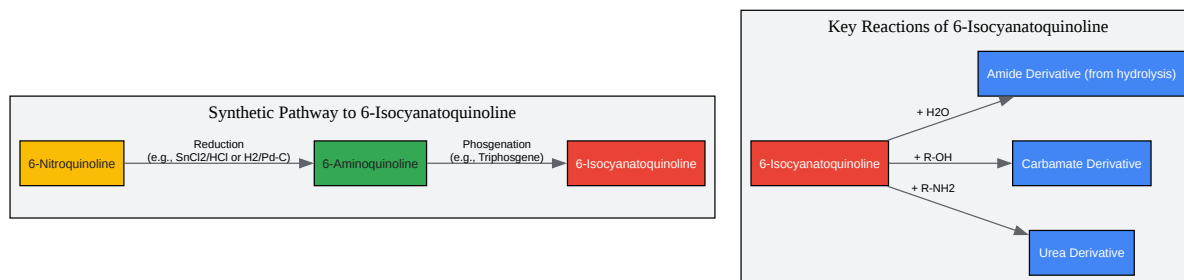 Synthetic Pathway to 6-Isocyanatoquinoline
6-Nitroquinoline
Reduction
(e.g., SnCl2/HCl or H2/Pd-C)
6-Aminoquinoline
Phosgenation
(e.g., Triphosgene)
6-Isocyanatoquinoline
Key Reactions of 6-Isocyanatoquinoline
6-Isocyanatoquinoline
+ H2O
Amide Derivative (from hydrolysis)
+ R-OH
Carbamate Derivative
+ R-NH2
Urea Derivative